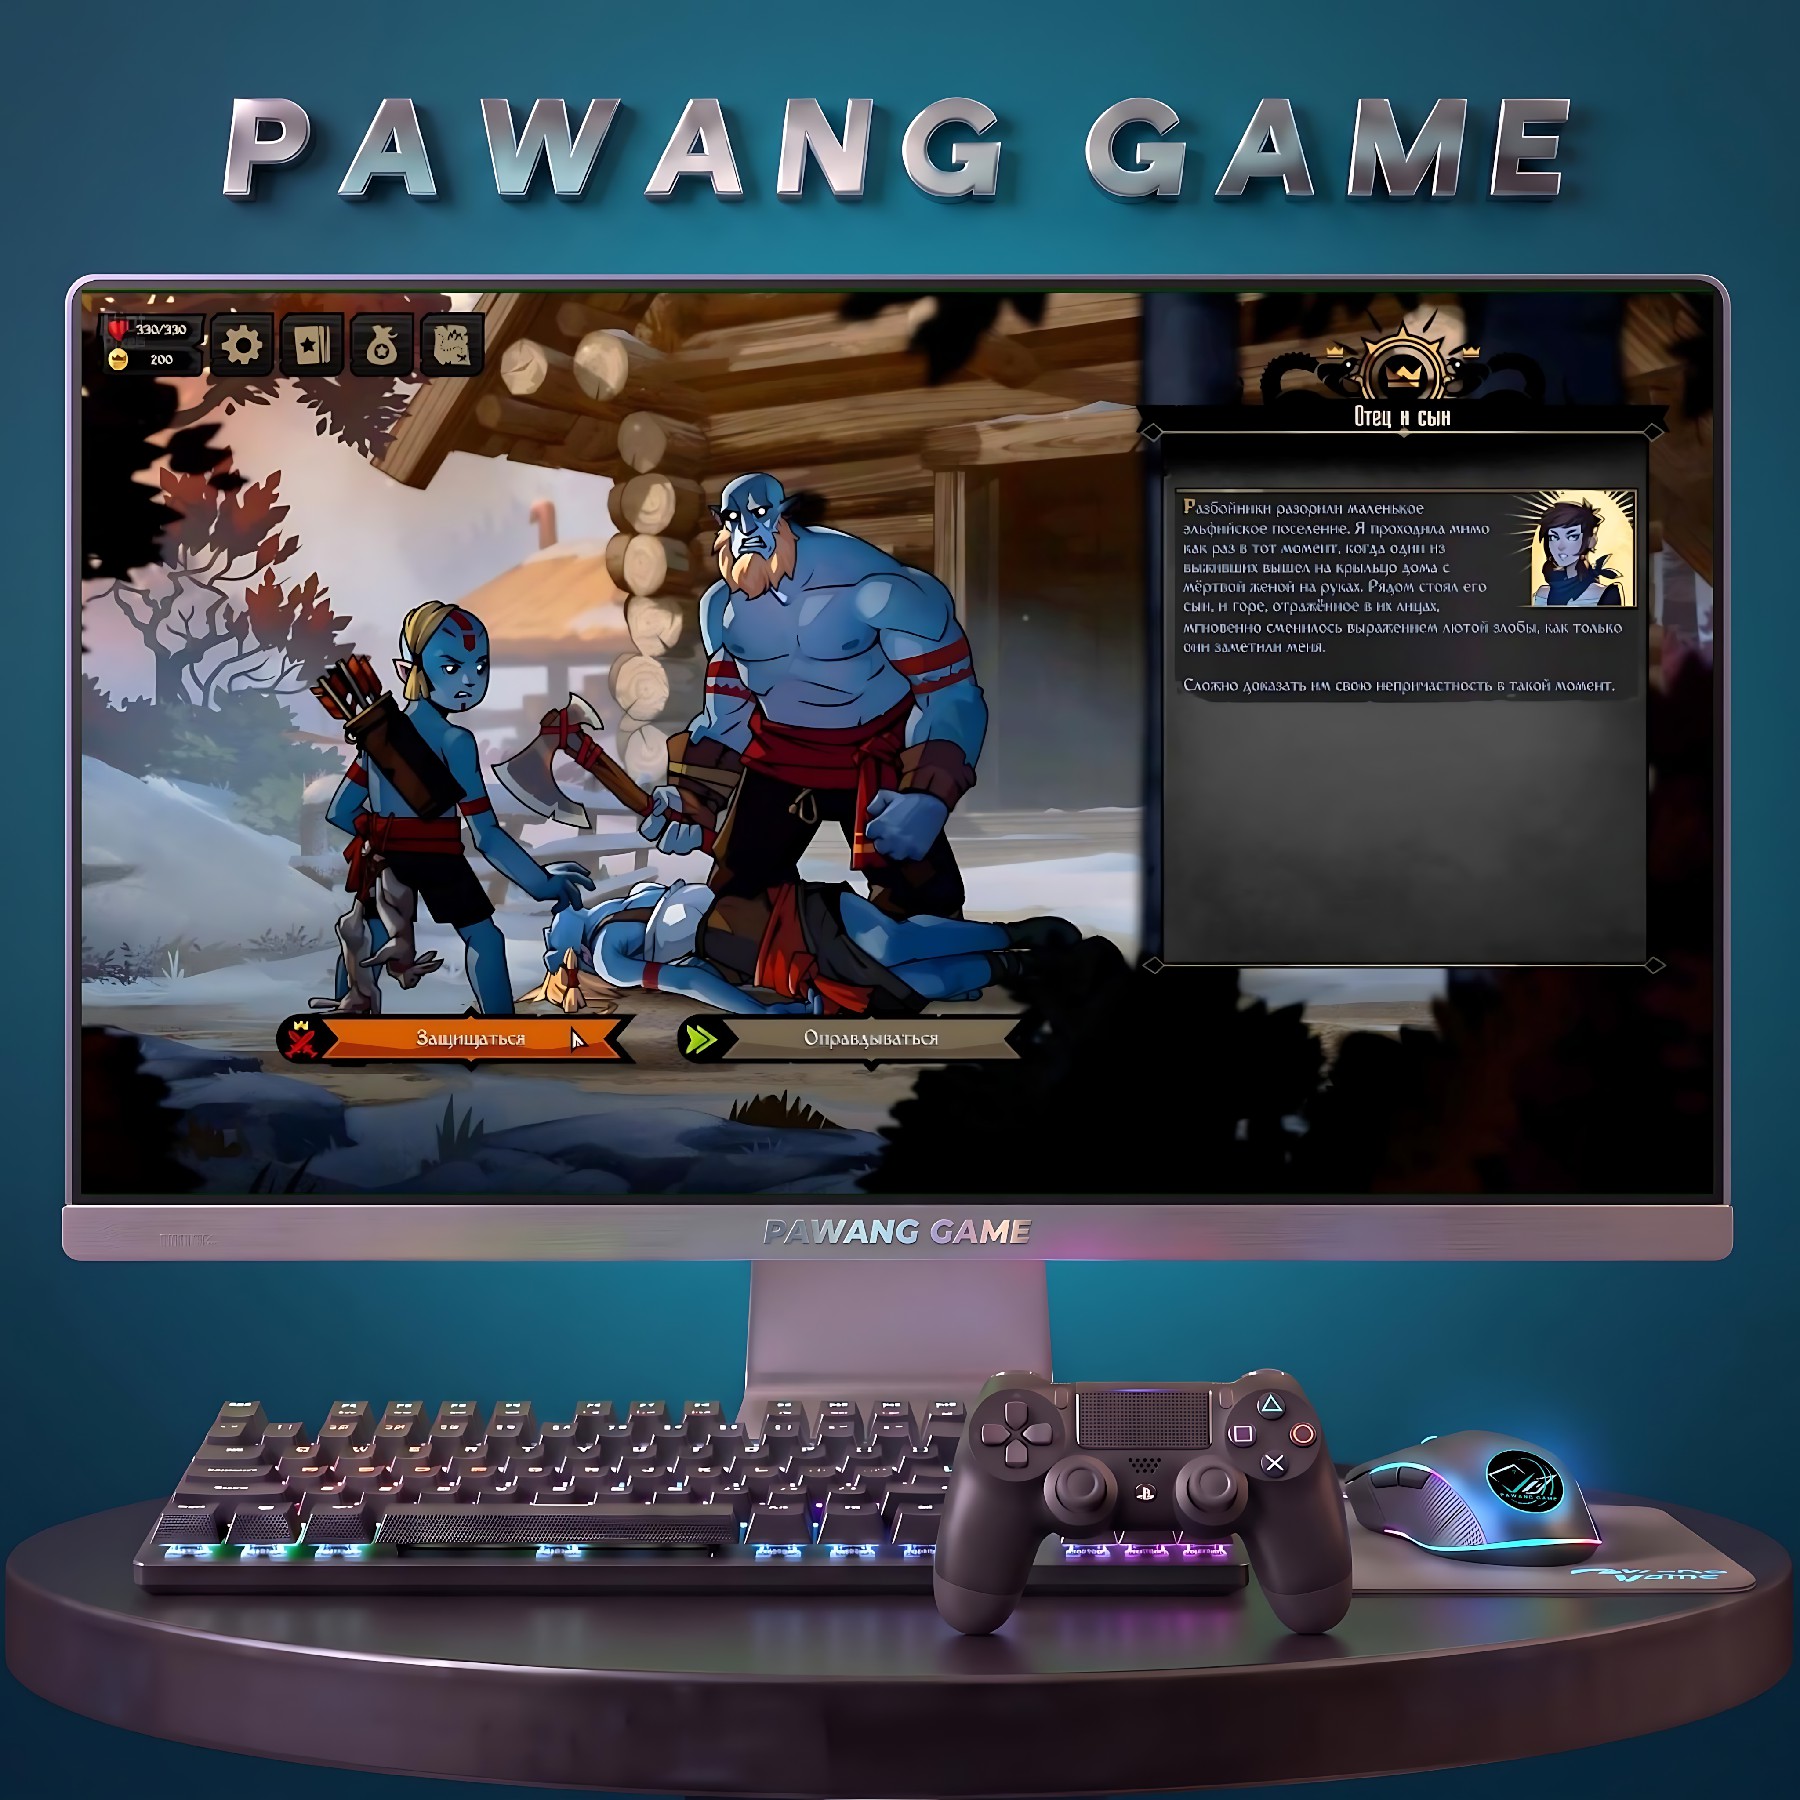 PAWANG GAME
330/330
200
Отец и сын
Разбойники разорили маленькое
эльфийское поселение. Я проходила мимо
как раз в тот момент, когда один из
выживших вышел на крыльцо дома с
мёртвой женой на руках. Рядом стоял его
сын, и горе, отражённое в их лицах,
мгновенно сменилось выражением лютой злобы, как только
они заметили меня.
Сложно доказать им свою непричастность в такой момент.
Защищаться
Оправдываться
PAWANG GAME
PAWANG GAME